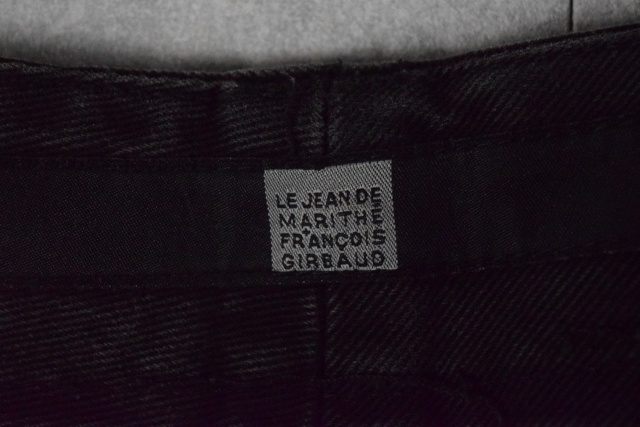 LE JEAN DE
MARITHÉ
FRANÇOIS
GIRBAUD